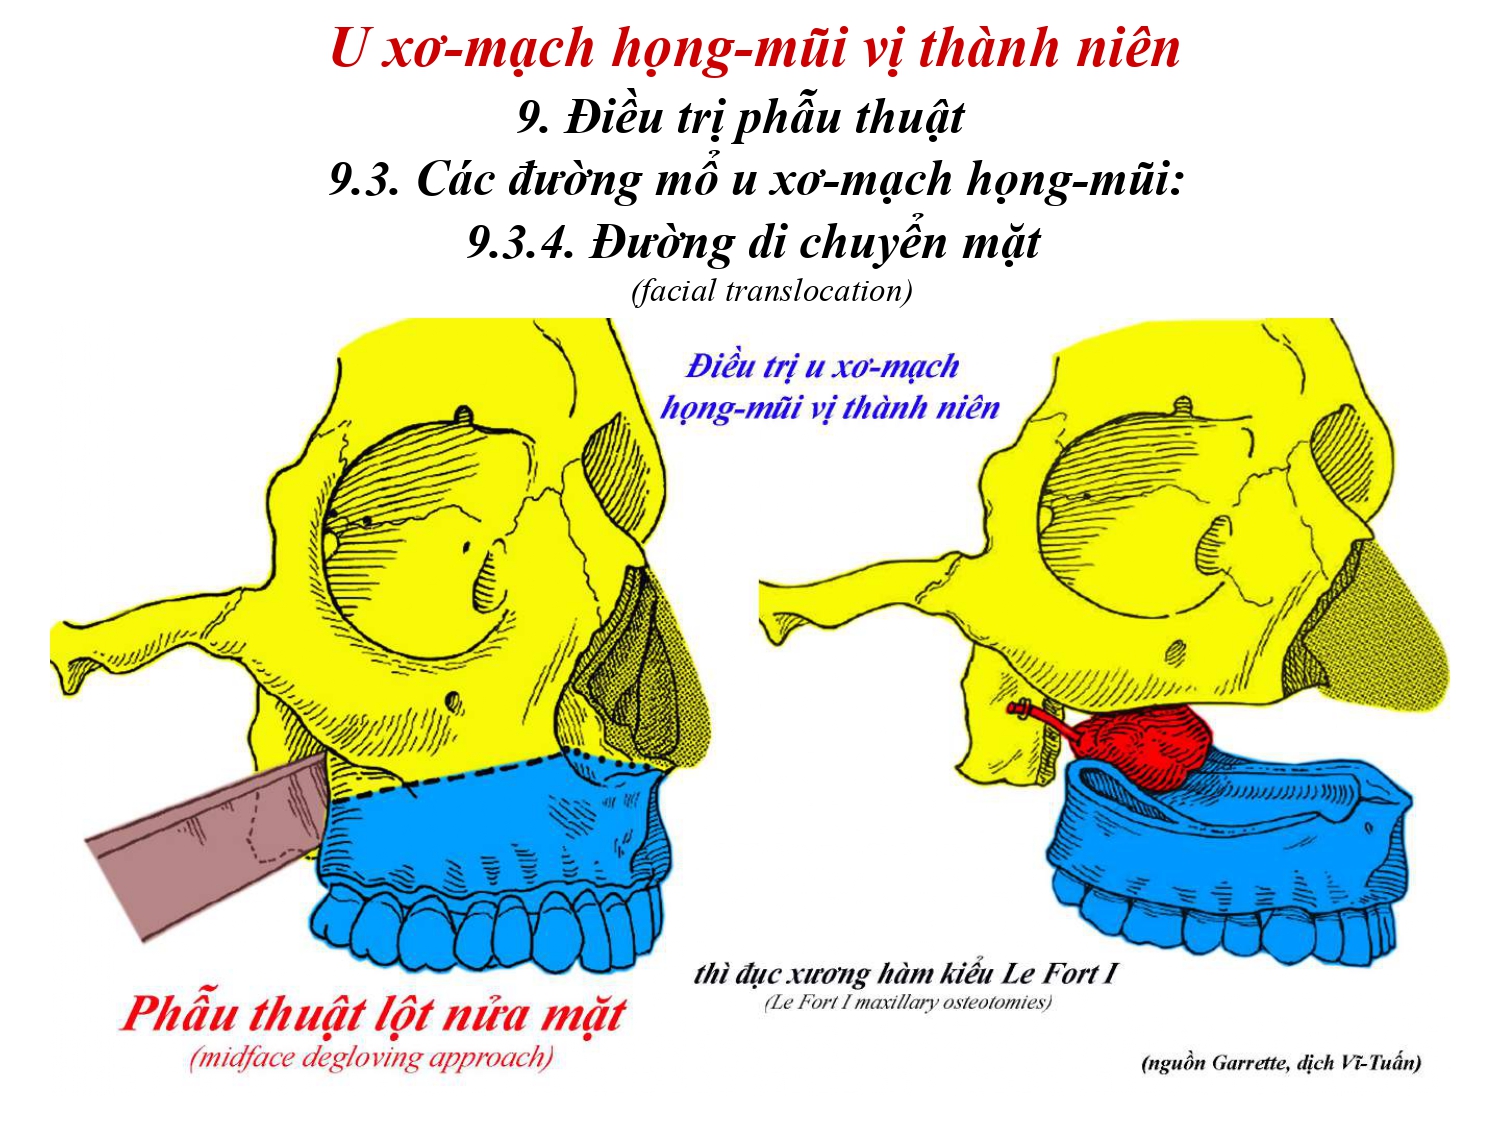 U xơ-mạch họng-mũi vị thành niên
9. Điều trị phẫu thuật
9.3. Các đường mổ u xơ-mạch họng-mũi:
9.3.4. Đường di chuyển mặt
(facial translocation)
Điều trị u xơ-mạch
họng-mũi vị thành niên
thì đục xương hàm kiểu Le Fort I
(Le Fort I maxillary osteotomies)
Phẫu thuật lột nửa mặt
(midface degloving approach)
(nguồn Garrette, dịch Vĩ-Tuấn)